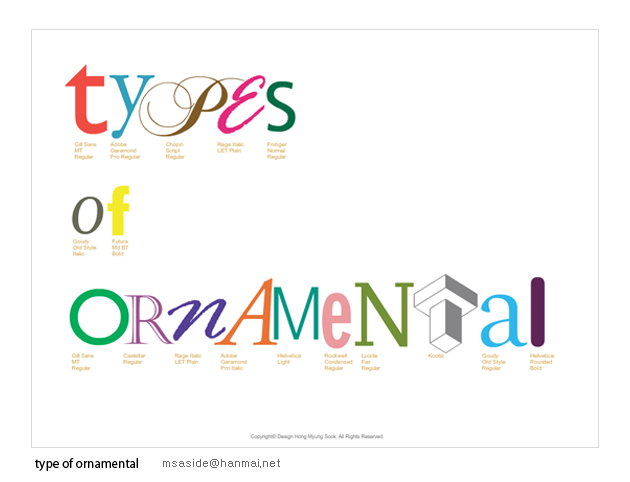 types
Gill Sans Adobe Chopin Rage Italic Frutiger
MT Garamond Script LET Plain Normal
Regular Pro Regular Regular Regular
of
Goudy Futura
Old Style Md BT
Italic Bold
ORnAMeNTal
Gill Sans Castellar Rage Italic Adobe Helvetica Rockwell Lucida Goudy Helvetica
MT Regular LET Plain Garamond Light Condensed Fax Old Style Rounded
Regular Pro Italic Regular Regular Regular Bold
Copyright© Design Hong Myung Sook. All Rights Reserved.
type of ornamental msaside@hanmai,net